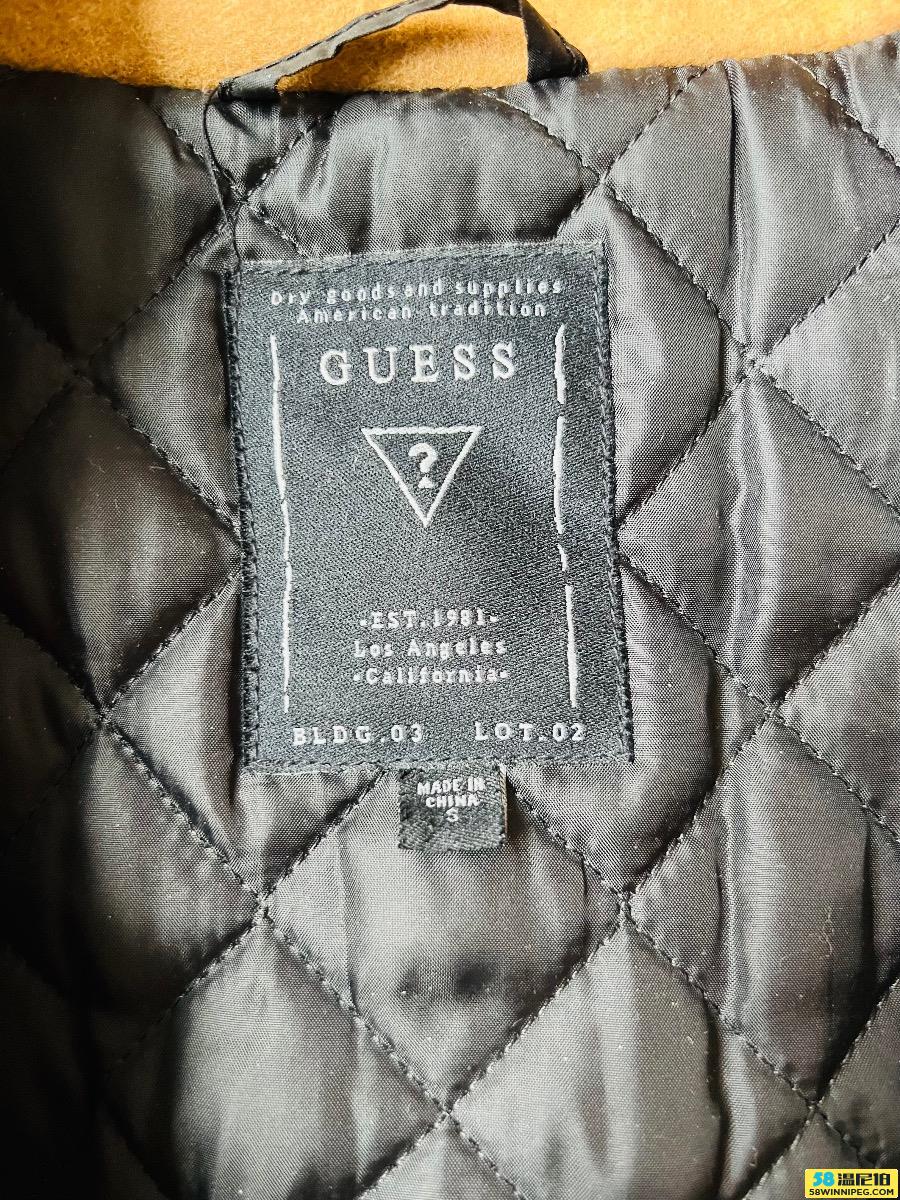 Dry goods and supplies
American tradition
GUESS
?
-EST.1981-
Los Angeles
-California-
BLDG.03 LOT.02
MADE IN
CHINA
S
58温尼伯
58WINNIPEG.COM